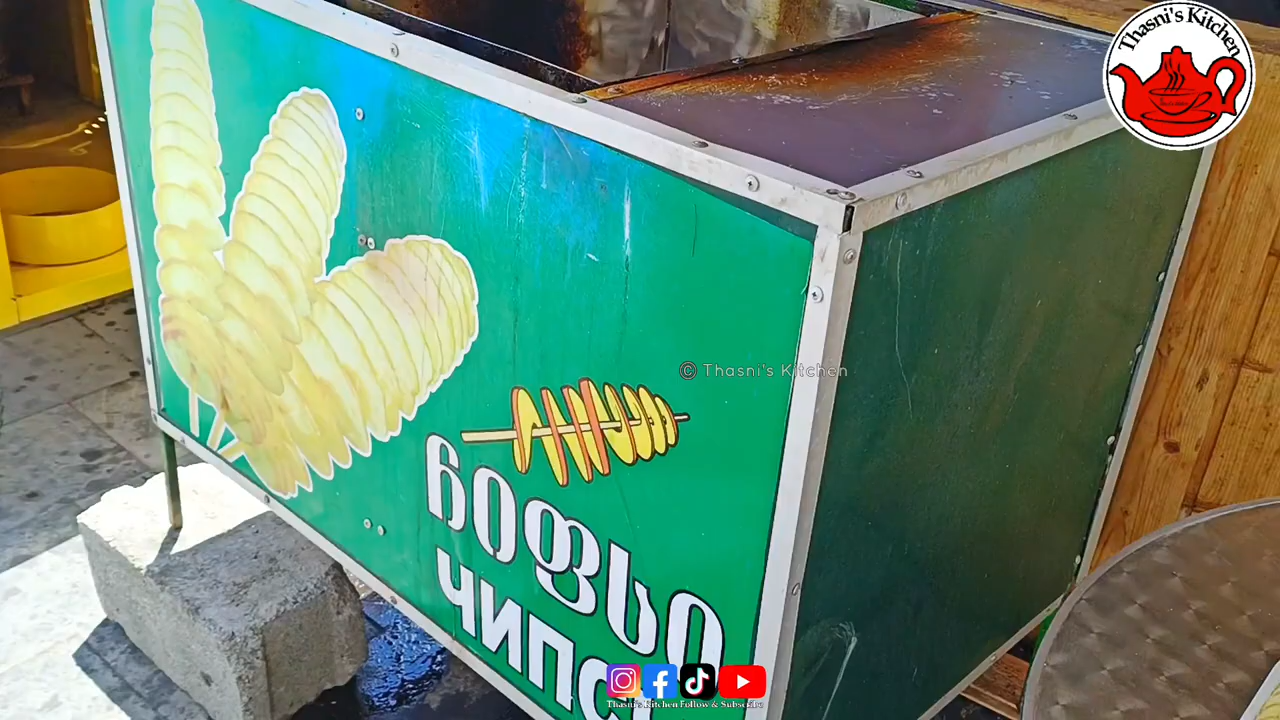 Thasni's Kitchen
© Thasni's Kitchen
ჩიფსი
ЧИПС
Thasni's Kitchen Follow & Subscribe